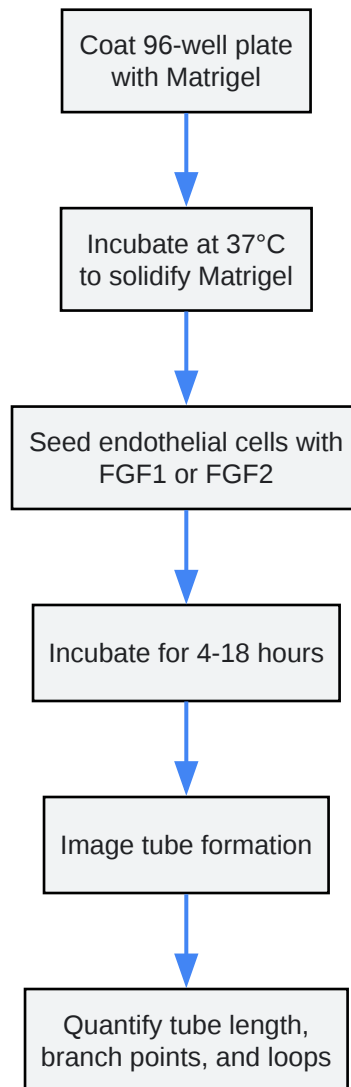 Coat 96-well plate
with Matrigel
Incubate at 37°C
to solidify Matrigel
Seed endothelial cells with
FGF1 or FGF2
Incubate for 4-18 hours
Image tube formation
Quantify tube length,
branch points, and loops